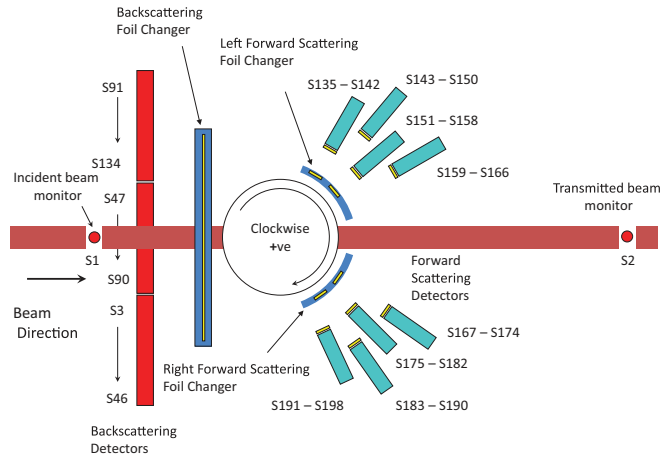 Backscattering
Foil Changer
Left Forward Scattering
Foil Changer
S135 – S142
S143 – S150
S91
S151 – S158
S134
S159 – S166
Incident beam
monitor
S47
Transmitted beam
monitor
Clockwise
+ve
S1
S2
Forward
Scattering
Detectors
S90
Beam
Direction
S3
S167 – S174
S175 – S182
Right Forward Scattering
Foil Changer
S46
S191 – S198
S183 – S190
Backscattering
Detectors